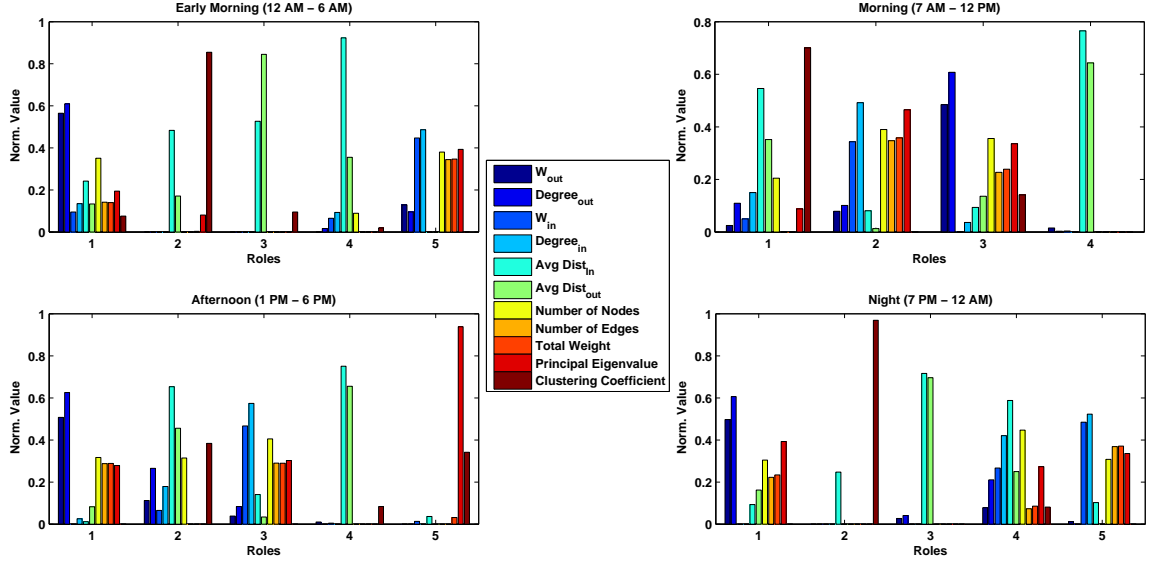 Early Morning (12 AM – 6 AM)
1
0.8
0.6
0.4
0.2
0
Norm. Value
1 2 3 4 5
Roles
Morning (7 AM – 12 PM)
0.8
0.6
0.4
0.2
0
Norm. Value
1 2 3 4
Roles
W_out
Degree_out
W_in
Degree_in
Avg Dist_In
Avg Dist_out
Number of Nodes
Number of Edges
Total Weight
Principal Eigenvalue
Clustering Coefficient
Afternoon (1 PM – 6 PM)
1
0.8
0.6
0.4
0.2
0
Norm. Value
1 2 3 4 5
Roles
Night (7 PM – 12 AM)
1
0.8
0.6
0.4
0.2
0
Norm. Value
1 2 3 4 5
Roles